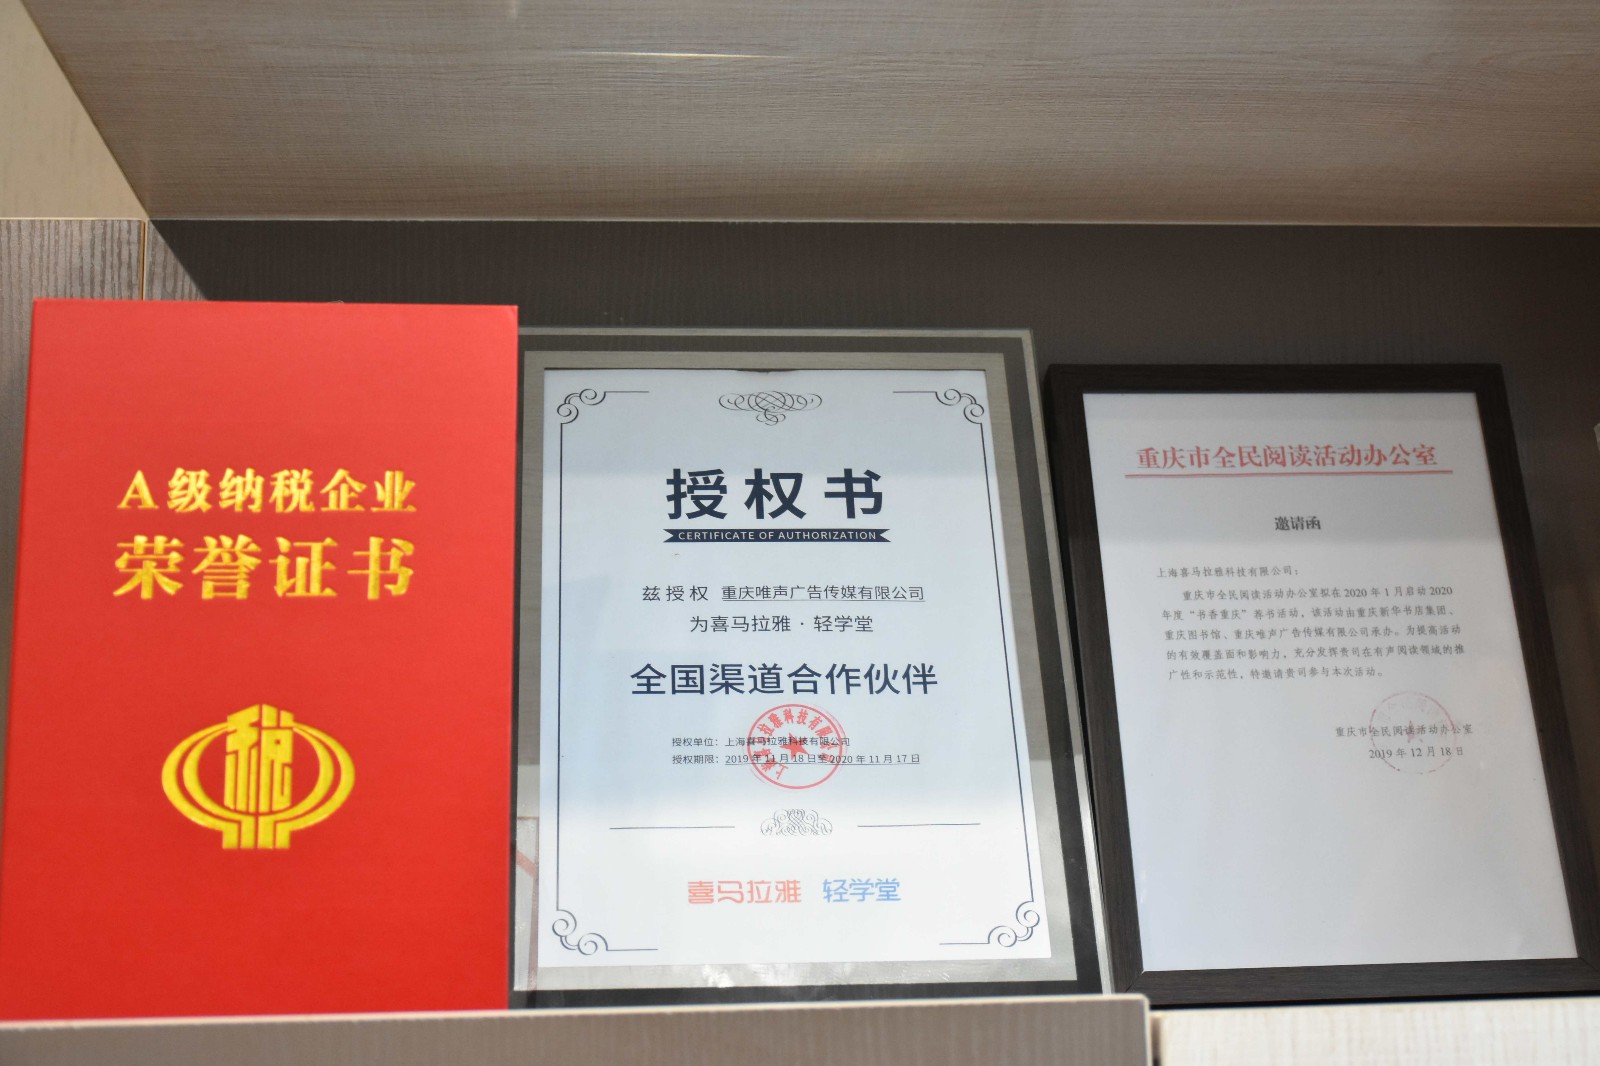 A级纳税企业
荣誉证书
税
授权书
CERTIFICATE OF AUTHORIZATION
兹授权 重庆唯声广告传媒有限公司
为喜马拉雅·轻学堂
全国渠道合作伙伴
授权单位：上海喜马拉雅科技有限公司
授权期限：2019年11月18日至2020年11月17日
上海喜马拉雅科技有限公司
喜马拉雅 轻学堂
重庆市全民阅读活动办公室
邀请函
上海喜马拉雅科技有限公司：
重庆市全民阅读活动办公室拟在2020年1月启动2020
年度“书香重庆”荐书活动，该活动由重庆新华书店集团、
重庆图书馆、重庆唯声广告传媒有限公司承办。为提高活动
的有效覆盖面和影响力，充分发挥贵司在有声阅读领域的推
广性和示范性，特邀请贵司参与本次活动。
重庆市全民阅读活动办公室
2019年12月18日